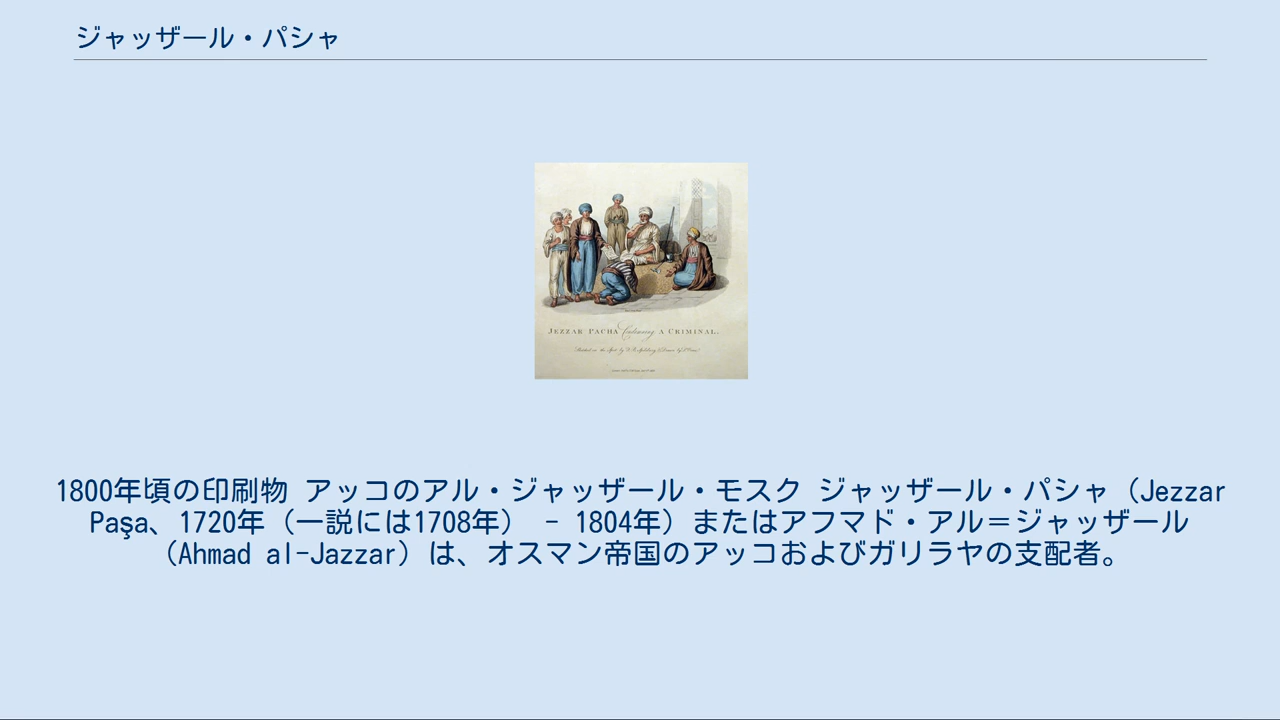 ジャッザール・パシャ
JEZZAR PACHA Condemning A CRIMINAL.
1800年頃の印刷物 アッコのアル・ジャッザール・モスク ジャッザール・パシャ（Jezzar
Paşa、1720年（一説には1708年） - 1804年）またはアフマド・アル＝ジャッザール
（Ahmad al-Jazzar）は、オスマン帝国のアッコおよびガリラヤの支配者。